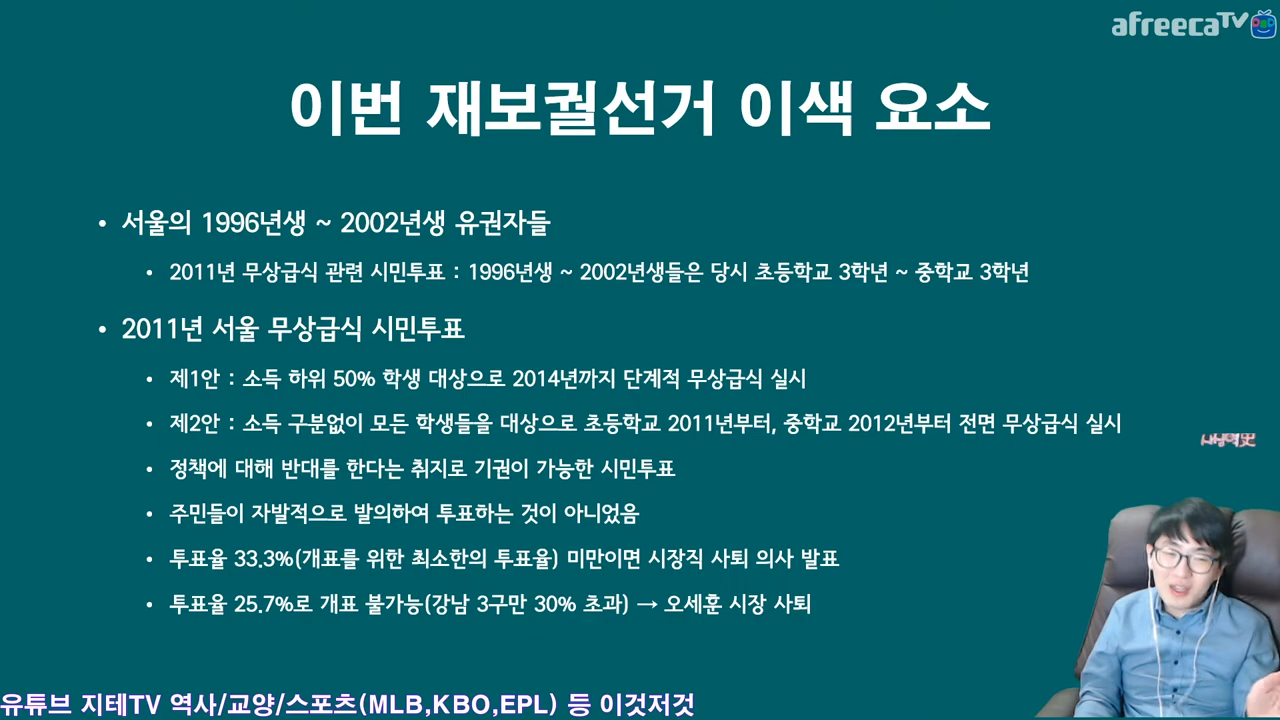 afreecaTV
이번 재보궐선거 이색 요소
• 서울의 1996년생 ~ 2002년생 유권자들
• 2011년 무상급식 관련 시민투표 : 1996년생 ~ 2002년생들은 당시 초등학교 3학년 ~ 중학교 3학년
• 2011년 서울 무상급식 시민투표
• 제1안 : 소득 하위 50% 학생 대상으로 2014년까지 단계적 무상급식 실시
• 제2안 : 소득 구분없이 모든 학생들을 대상으로 초등학교 2011년부터, 중학교 2012년부터 전면 무상급식 실시
• 정책에 대해 반대를 한다는 취지로 기권이 가능한 시민투표
• 주민들이 자발적으로 발의하여 투표하는 것이 아니었음
• 투표율 33.3%(개표를 위한 최소한의 투표율) 미만이면 시장직 사퇴 의사 발표
• 투표율 25.7%로 개표 불가능(강남 3구만 30% 초과) → 오세훈 시장 사퇴
유튜브 지테TV 역사/교양/스포츠(MLB,KBO,EPL) 등 이것저것